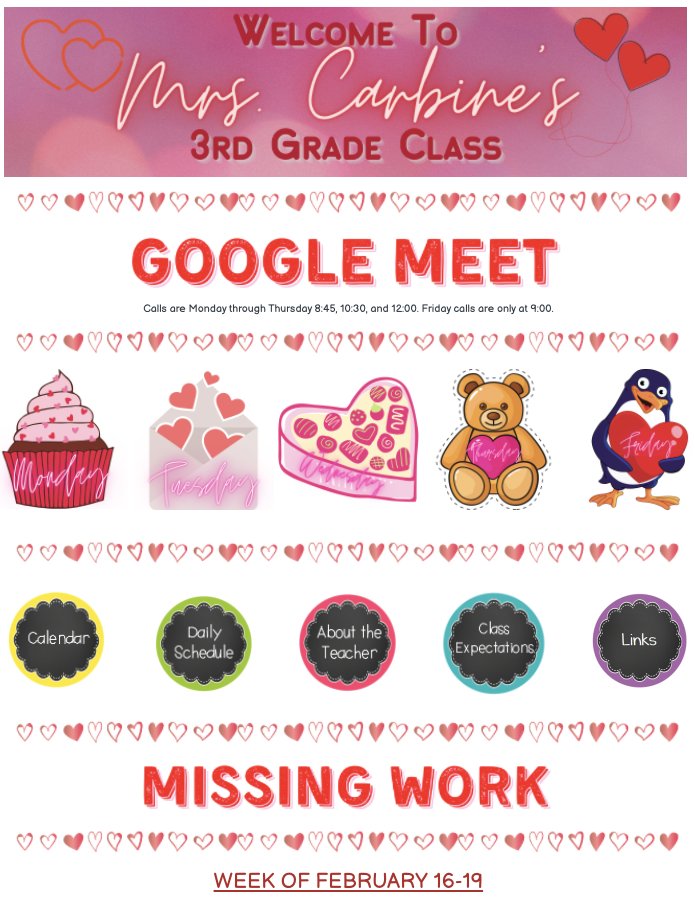 Welcome To
Mrs. Carbine's
3rd Grade Class
GOOGLE MEET
Calls are Monday through Thursday 8:45, 10:30, and 12:00. Friday calls are only at 9:00.
Monday
Tuesday
Wednesday
Thursday
Friday
Calendar
Daily
Schedule
About the
Teacher
Class
Expectations
Links
MISSING WORK
WEEK OF FEBRUARY 16-19